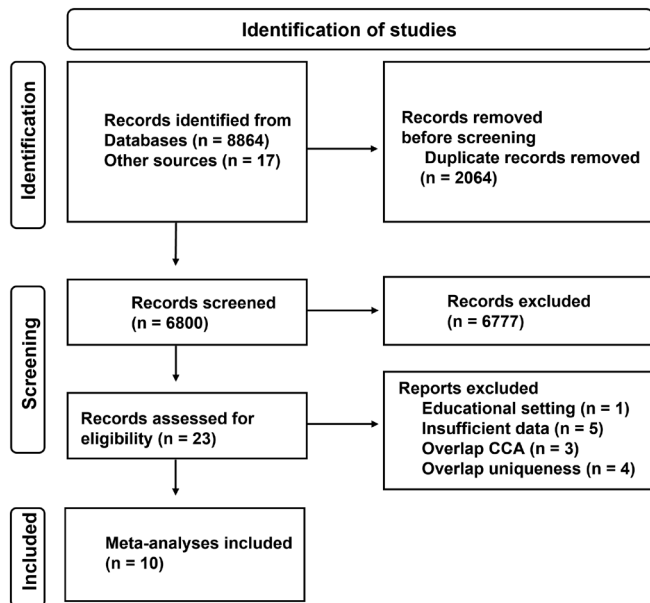 Identification of studies
Identification
Records identified from
Databases (n = 8864)
Other sources (n = 17)
Records removed
before screening
Duplicate records removed
(n = 2064)
Screening
Records screened
(n = 6800)
Records excluded
(n = 6777)
Records assessed for
eligibility (n = 23)
Reports excluded
Educational setting (n = 1)
Insufficient data (n = 5)
Overlap CCA (n = 3)
Overlap uniqueness (n = 4)
Included
Meta-analyses included
(n = 10)